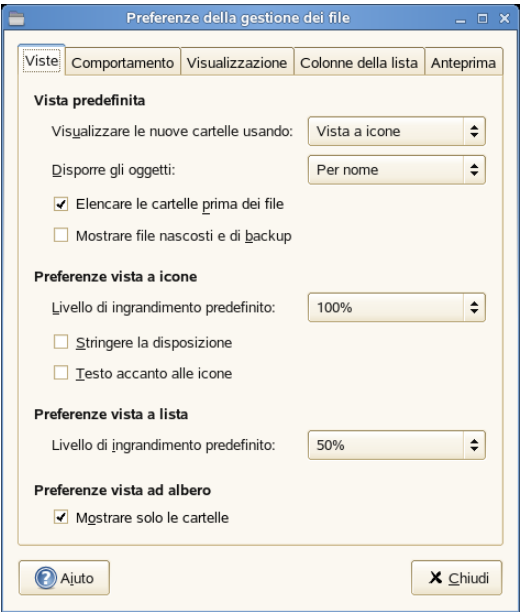 Preferenze della gestione dei file
Viste Comportamento Visualizzazione Colonne della lista Anteprima
Vista predefinita
Visualizzare le nuove cartelle usando: Vista a icone
Disporre gli oggetti: Per nome
Elencare le cartelle prima dei file
Mostrare file nascosti e di backup
Preferenze vista a icone
Livello di ingrandimento predefinito: 100%
Stringere la disposizione
Testo accanto alle icone
Preferenze vista a lista
Livello di ingrandimento predefinito: 50%
Preferenze vista ad albero
Mostrare solo le cartelle
Aiuto Chiudi